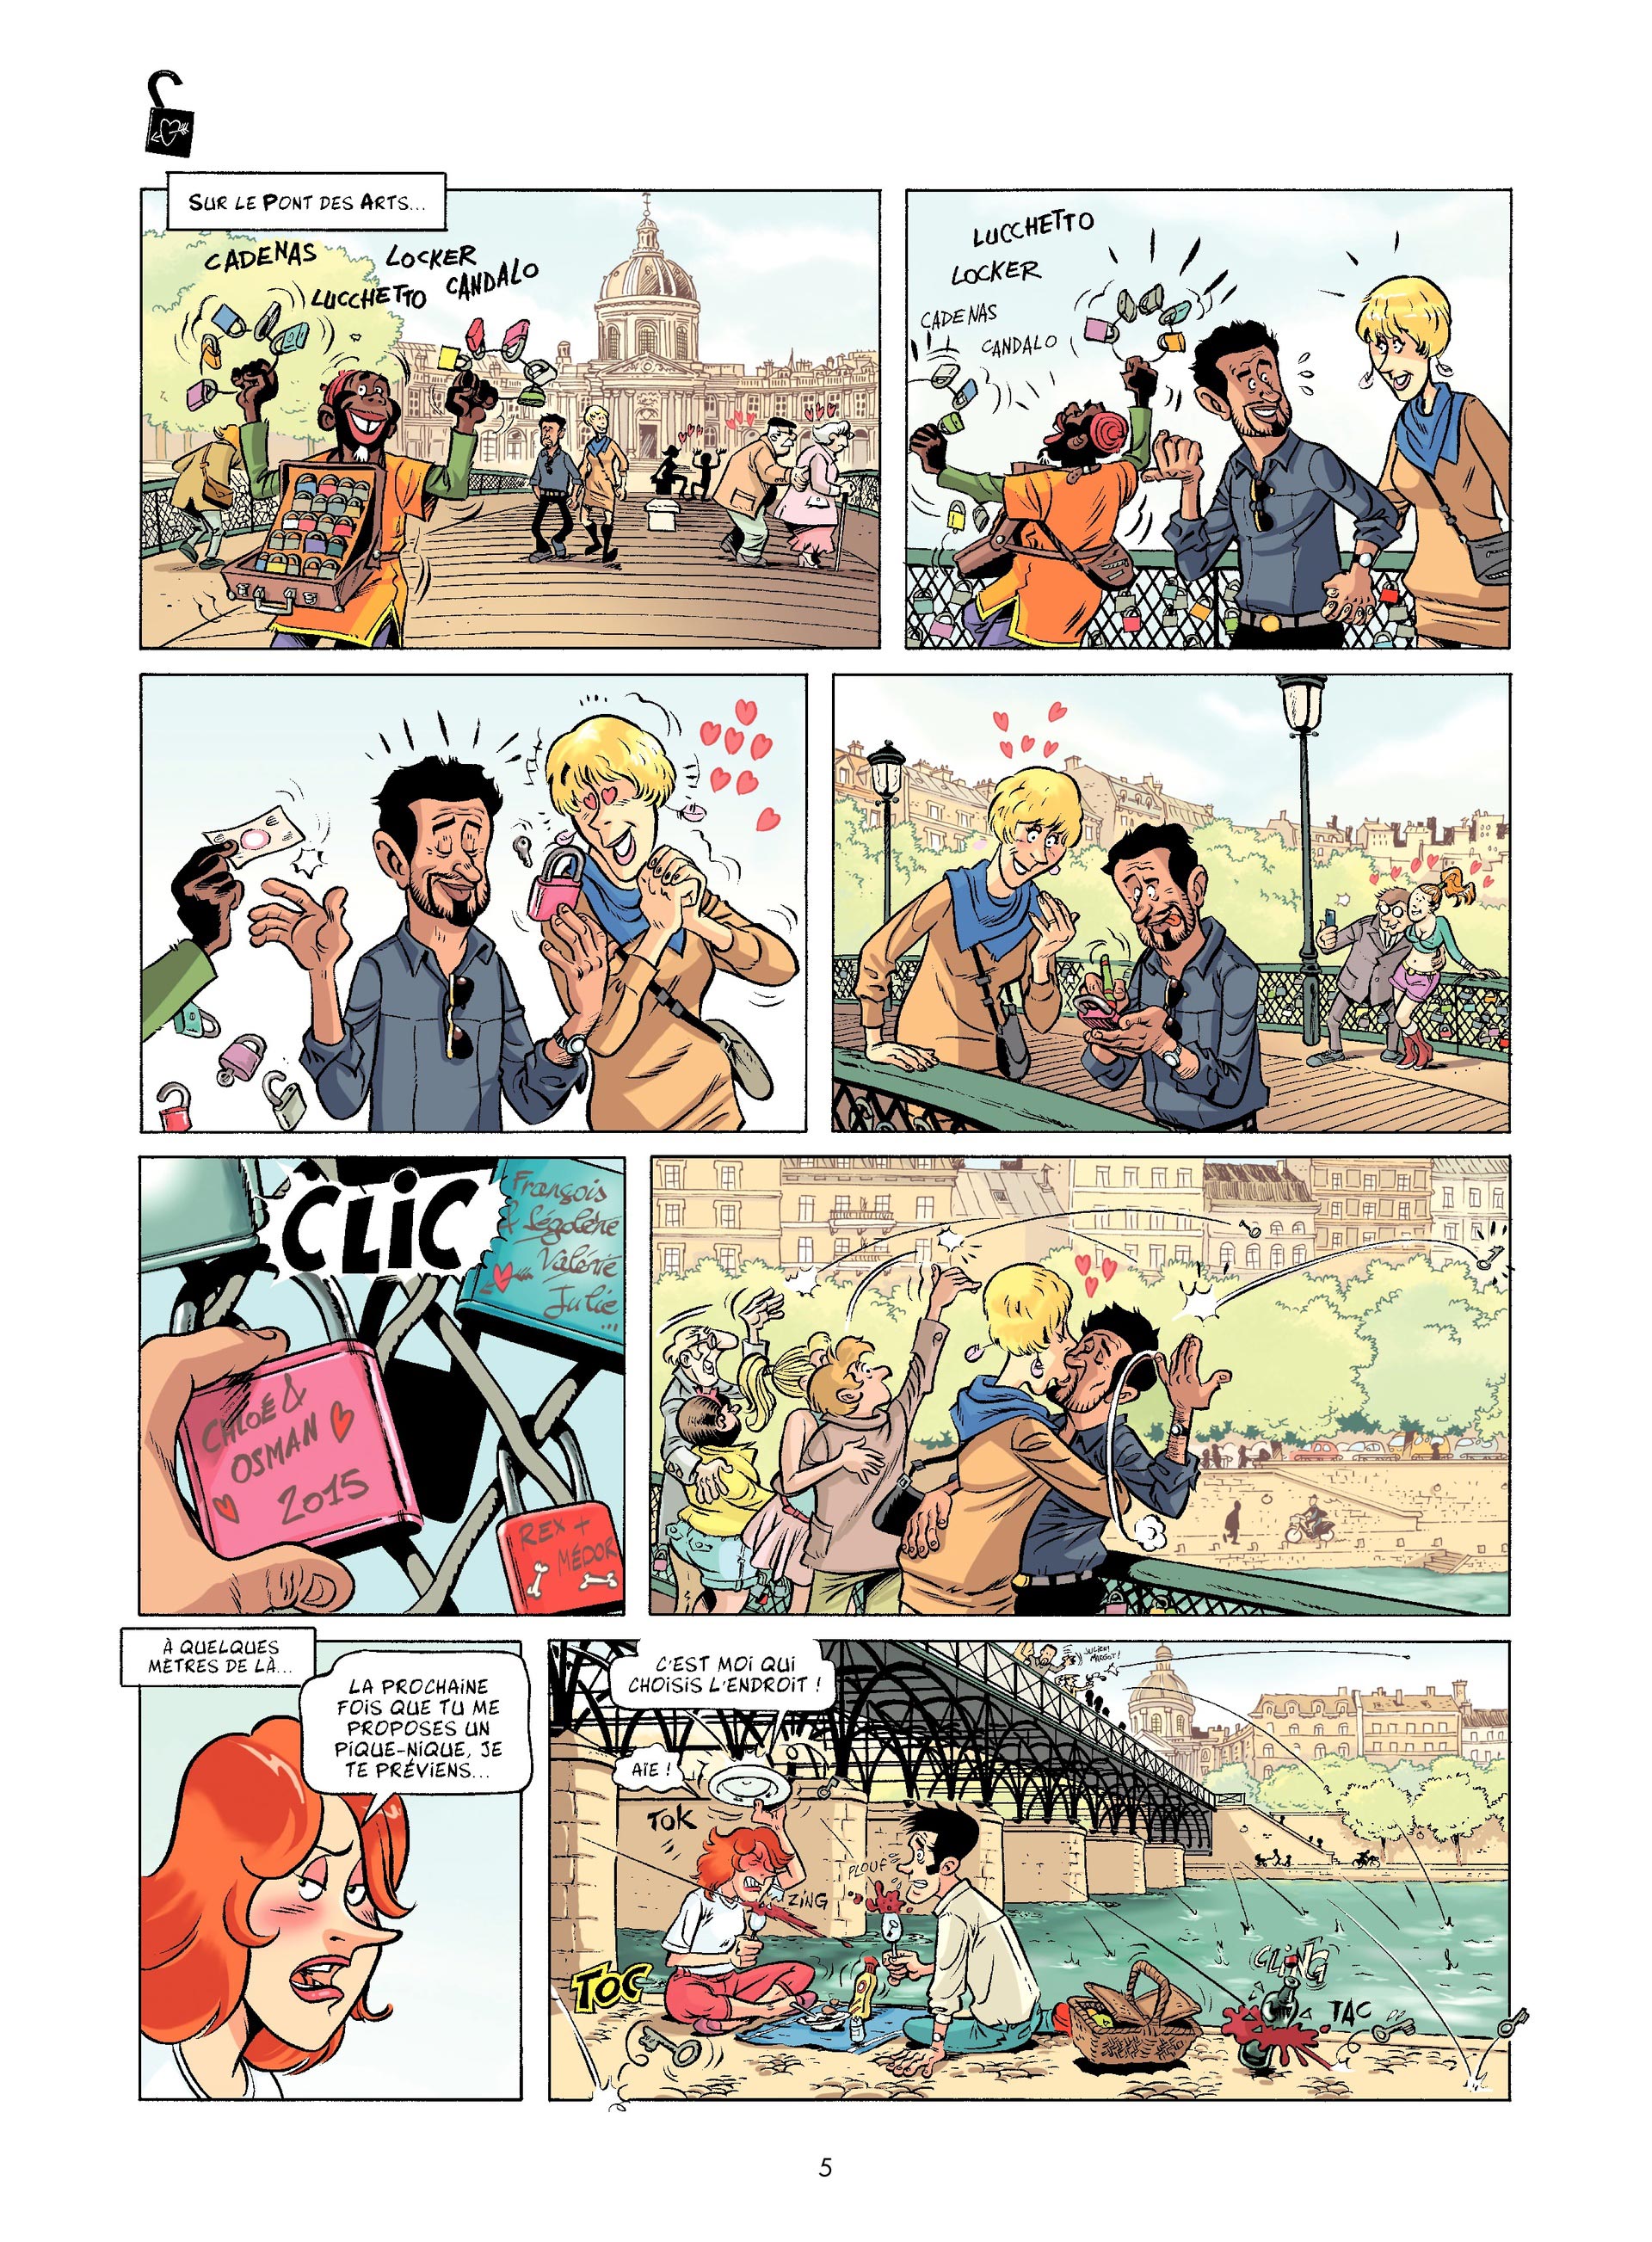 SUR LE PONT DES ARTS...
CADENAS
LOCKER
LUCCHETTO
CANDALO
LUCCHETTO
LOCKER
CADENAS
CANDALO
CLIC
François
& Ségolène
Valérie
Julie
...
CHLOÉ &
OSMAN
2015
REX +
MÉDOR
À QUELQUES
MÈTRES DE LÀ...
LA PROCHAINE
FOIS QUE TU ME
PROPOSES UN
PIQUE-NIQUE, JE
TE PRÉVIENS...
C'EST MOI QUI
CHOISIS L'ENDROIT !
JULIEN!
MARGOT!
AÏE !
TOK
PLOUF
ZING
TOC
CLING
TAC
5